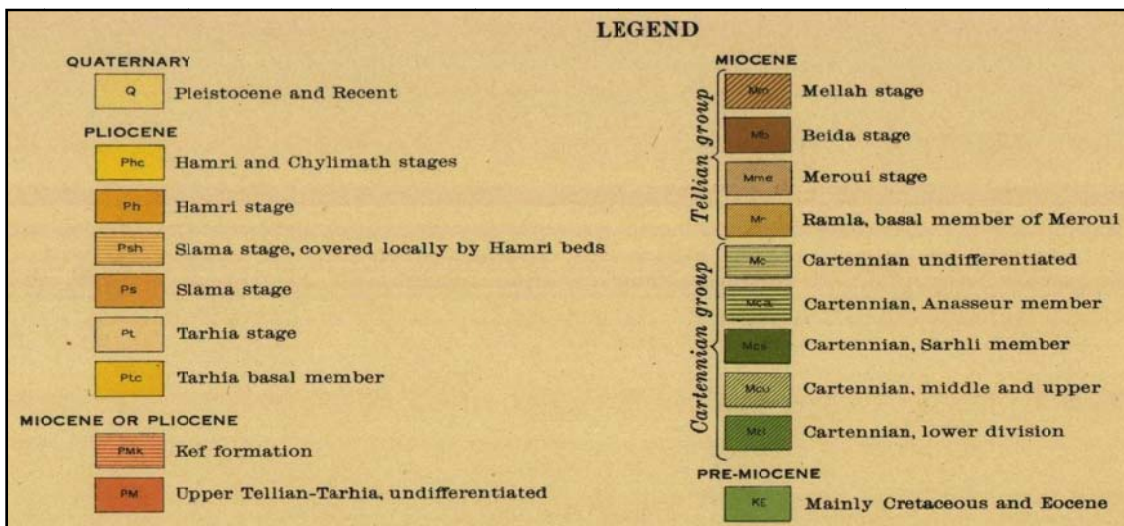 LEGEND
QUATERNARY
Q Pleistocene and Recent
PLIOCENE
Phc Hamri and Chylimath stages
Ph Hamri stage
Psh Slama stage, covered locally by Hamri beds
Ps Slama stage
Pt Tarhia stage
Ptc Tarhia basal member
MIOCENE OR PLIOCENE
PMk Kef formation
PM Upper Tellian-Tarhia, undifferentiated
MIOCENE
Tellian group
Mm Mellah stage
Mb Beida stage
Mme Meroui stage
Mr Ramla, basal member of Meroui
Cartennian group
Mc Cartennian undifferentiated
Mca Cartennian, Anasseur member
Mcs Cartennian, Sarhli member
Mcu Cartennian, middle and upper
Mcl Cartennian, lower division
PRE-MIOCENE
KE Mainly Cretaceous and Eocene